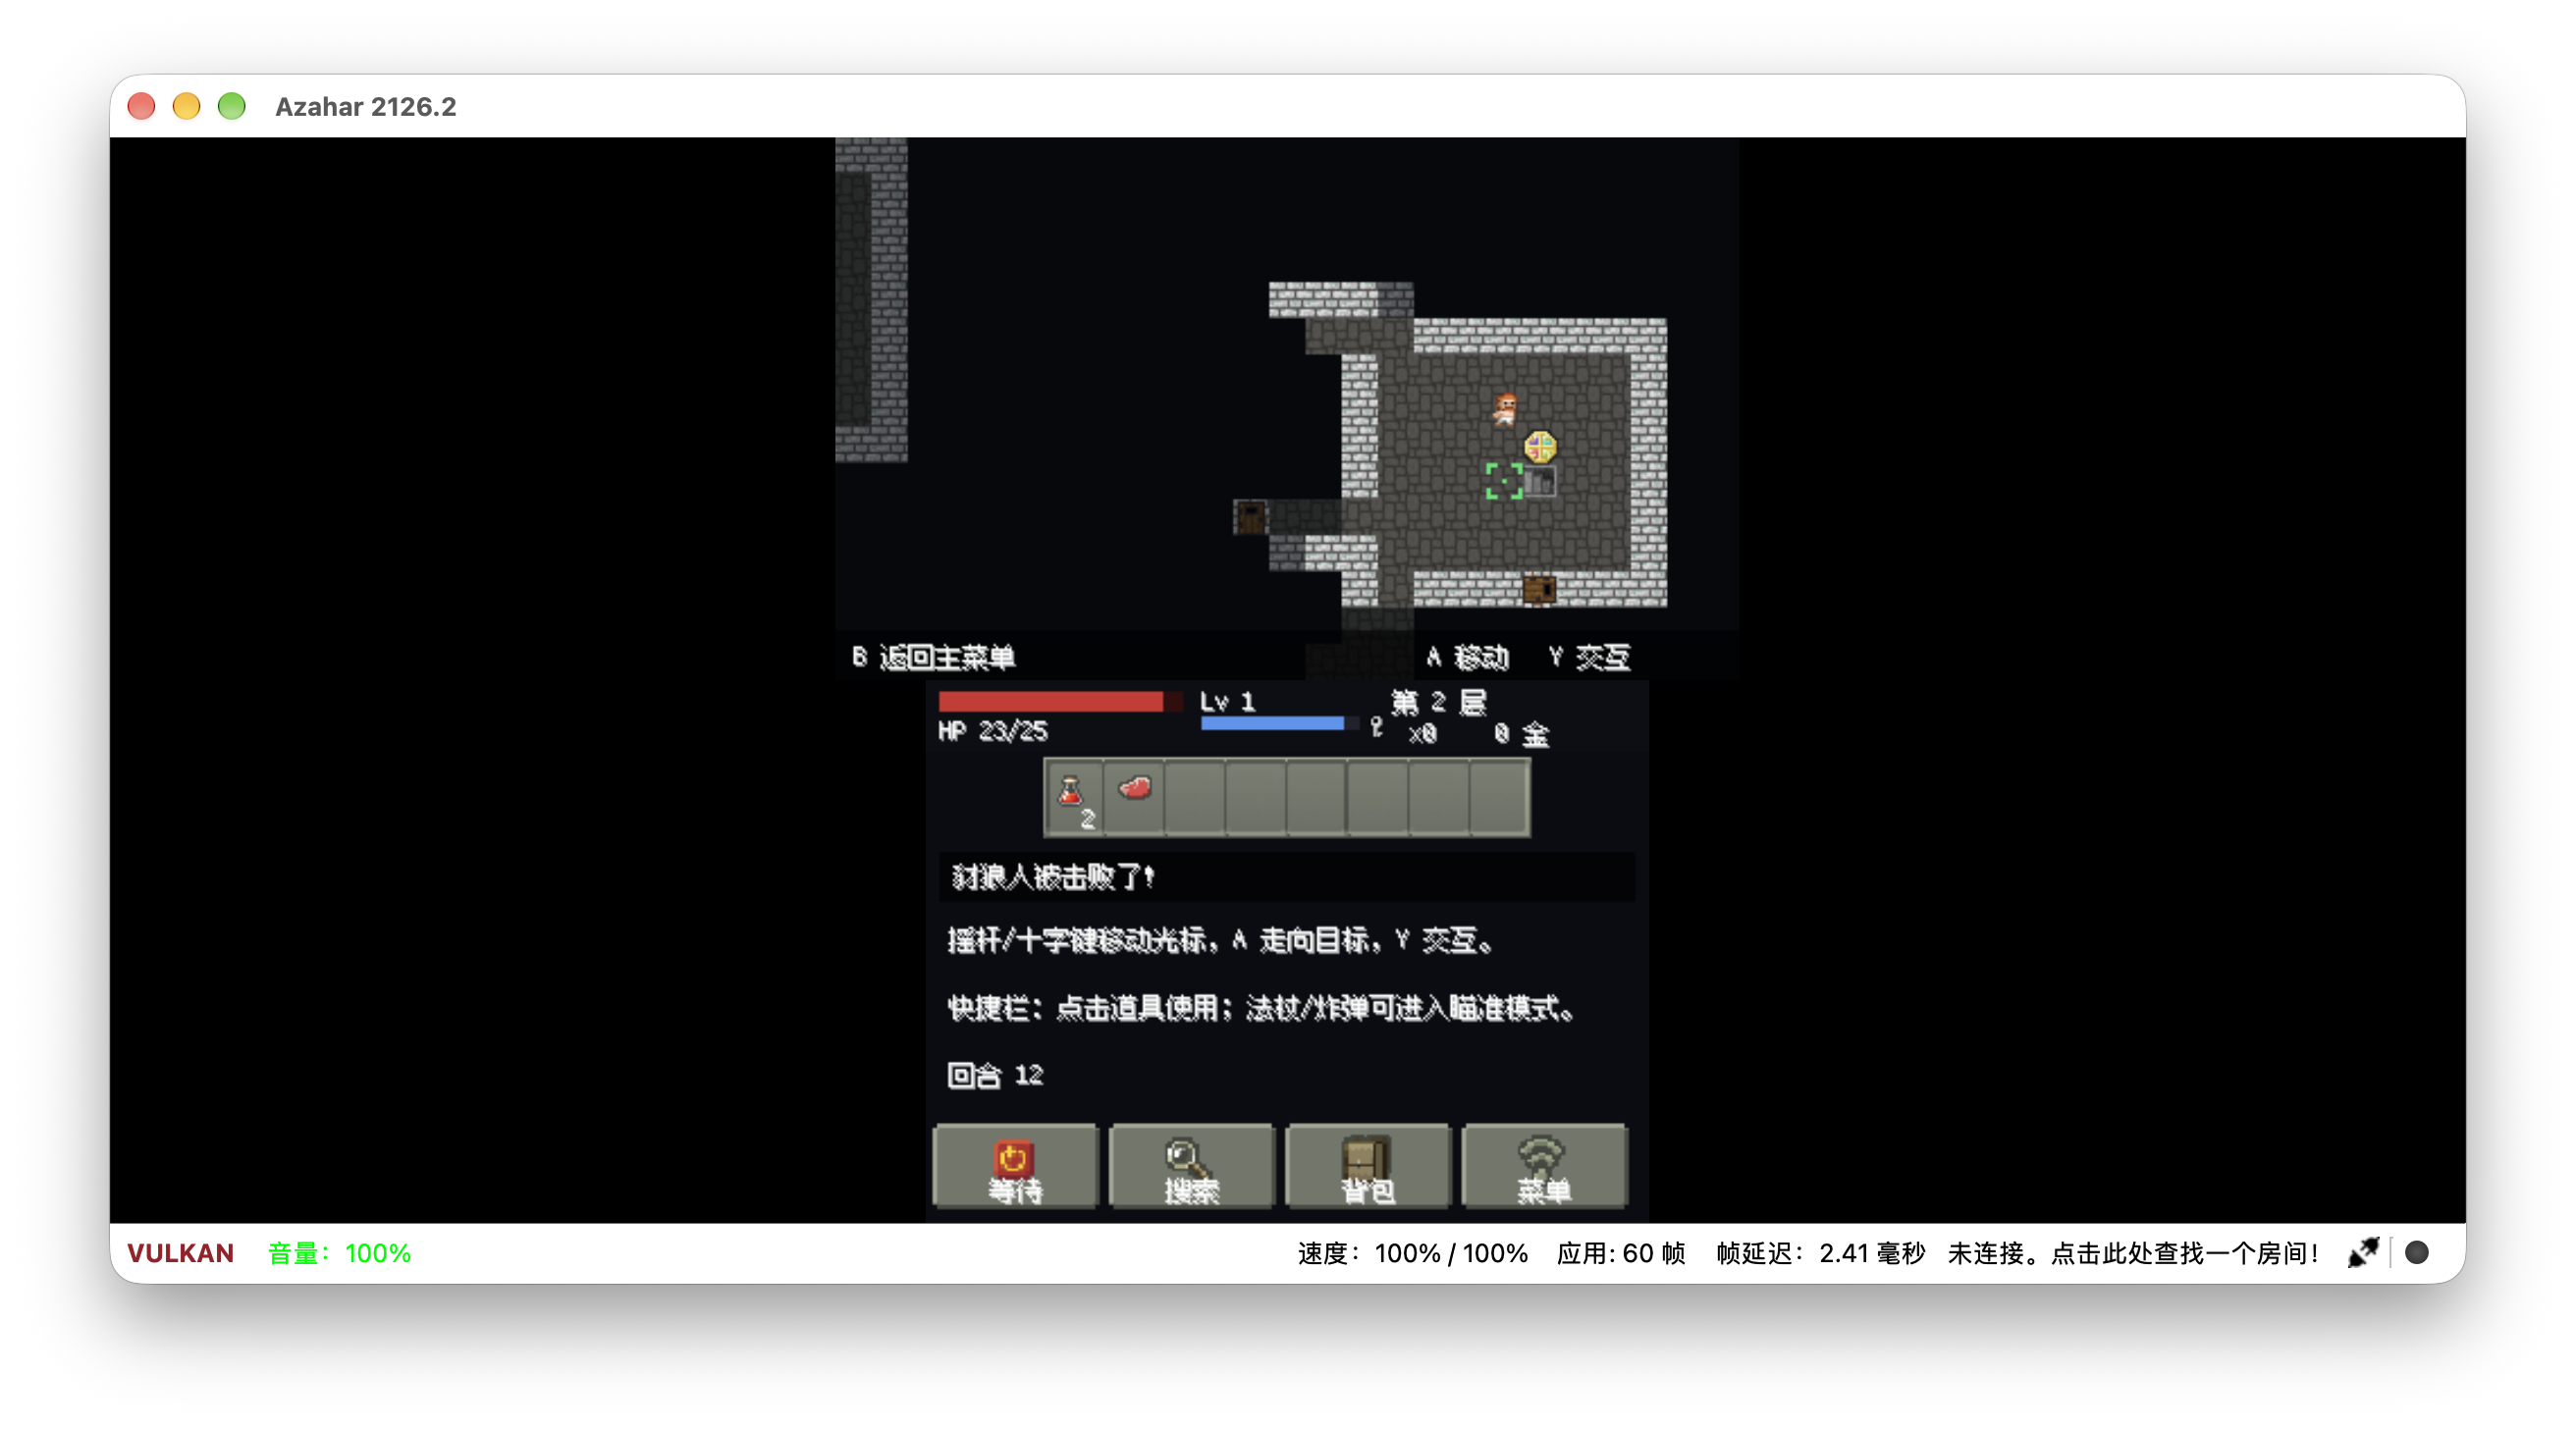 Azahar 2126.2
B 返回主菜单
A 移动 Y 交互
Lv 1
第 2 层
HP 23/25
x0
0 金
2
豺狼人被击败了!
摇杆/十字键移动光标，A 走向目标，Y 交互。
快捷栏：点击道具使用；法杖/炸弹可进入瞄准模式。
回合 12
等待
搜索
背包
菜单
VULKAN 音量：100%
速度：100% / 100% 应用: 60 帧 帧延迟：2.41 毫秒 未连接。点击此处查找一个房间！